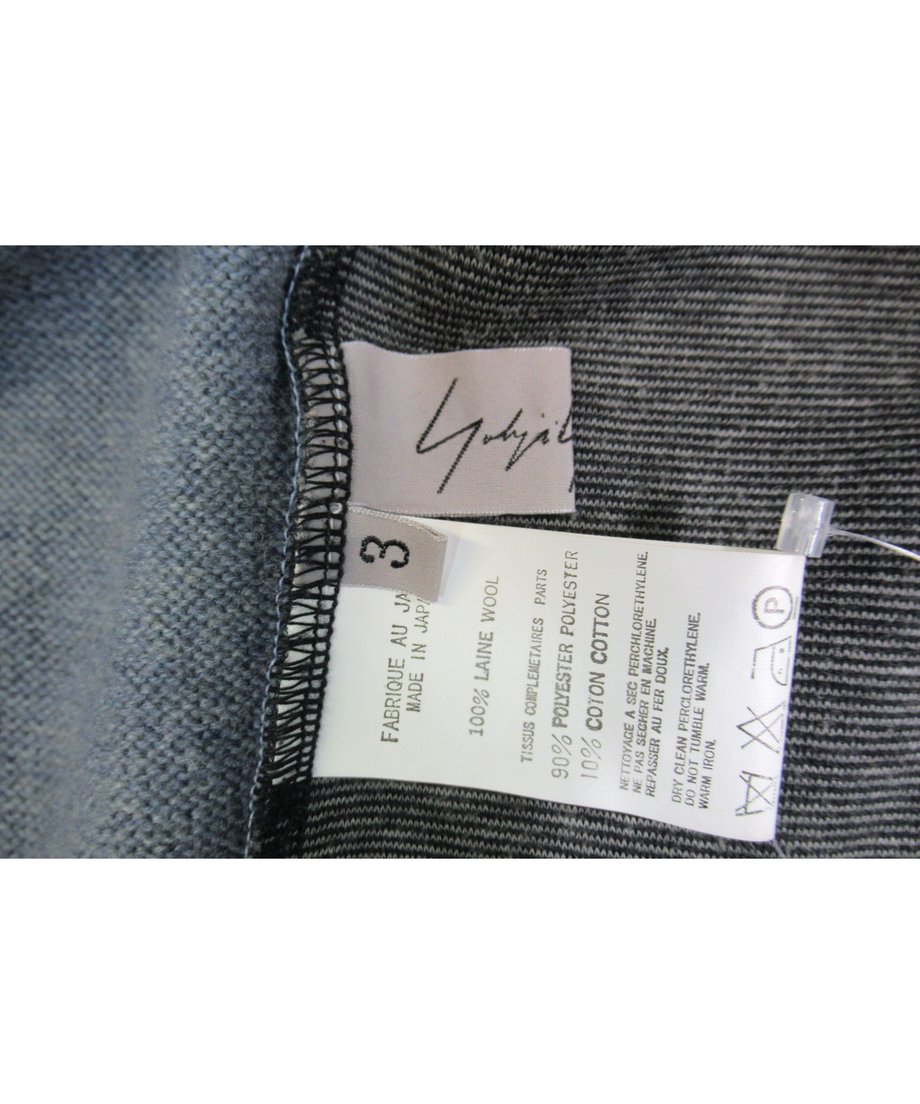 Yohji
3
FABRIQUE AU JA
MADE IN JAP
100% LAINE WOOL
TISSUS COMPLEMETAIRES PARTS
90% POLYESTER POLYESTER
10% COTON COTTON
NETTOYAGE A SEC PERCHLORETHYLENE.
PAS SECHER EN MACHINE.
REPASSER AU FER DOUX.
DRY CLEAN PERCLORETHYLENE.
DO NOT TUMBLE WARM.
WARM IRON.
P